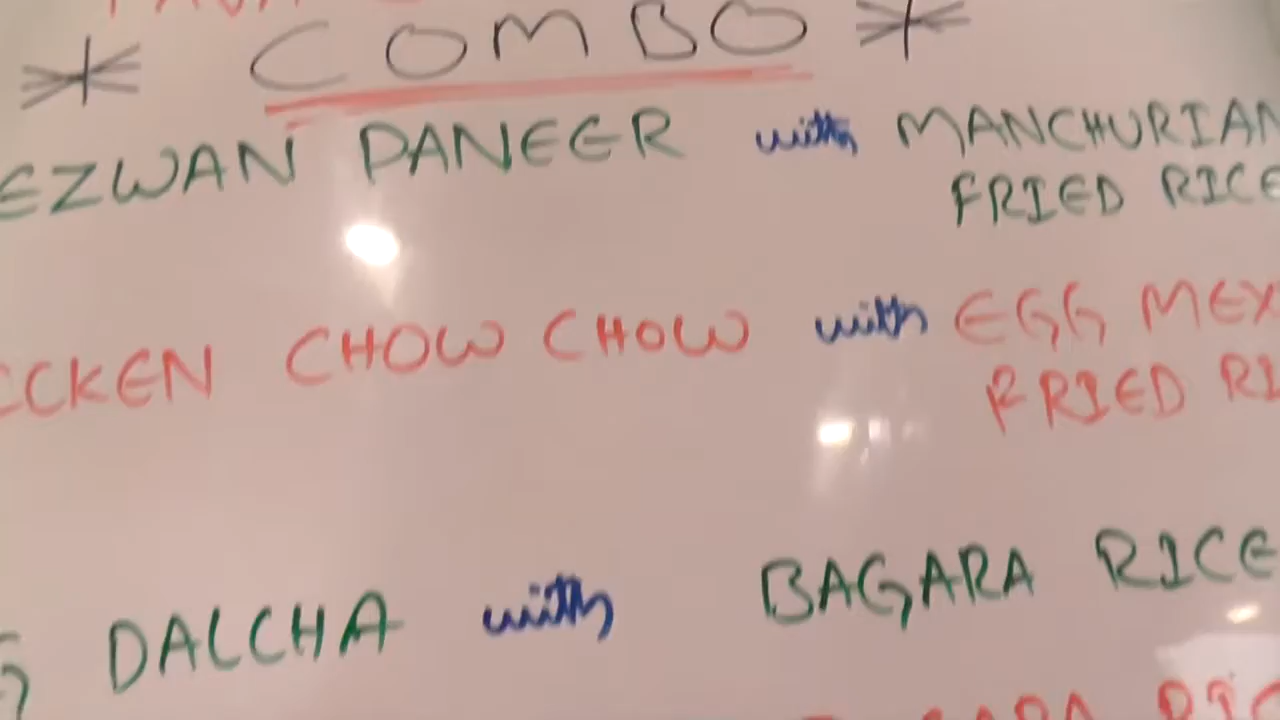 * COMBO *
EZWAN PANEER with MANCHURIAN
FRIED RICE
CKEN CHOW CHOW with EGG MEX
FRIED RI
G DALCHA with BAGARA RICE